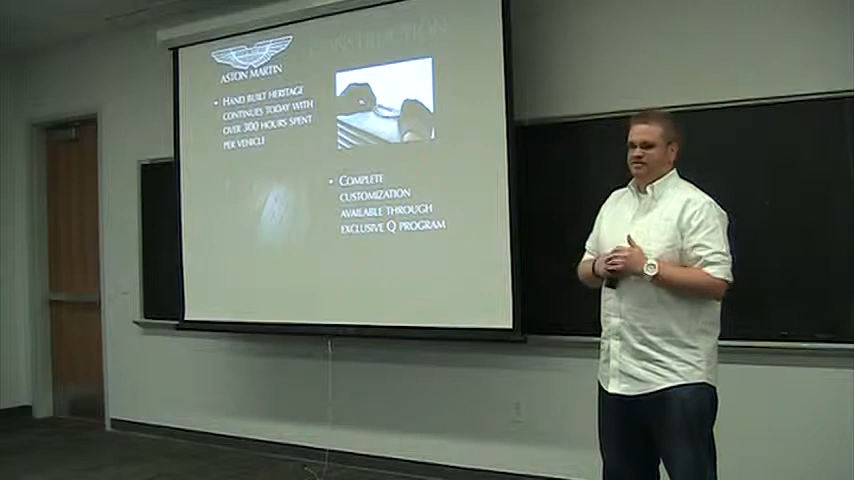 CONSTRUCTION
ASTON MARTIN
• HAND BUILT HERITAGE
CONTINUES TODAY WITH
OVER 300 HOURS SPENT
PER VEHICLE
• COMPLETE
CUSTOMIZATION
AVAILABLE THROUGH
EXCLUSIVE Q PROGRAM